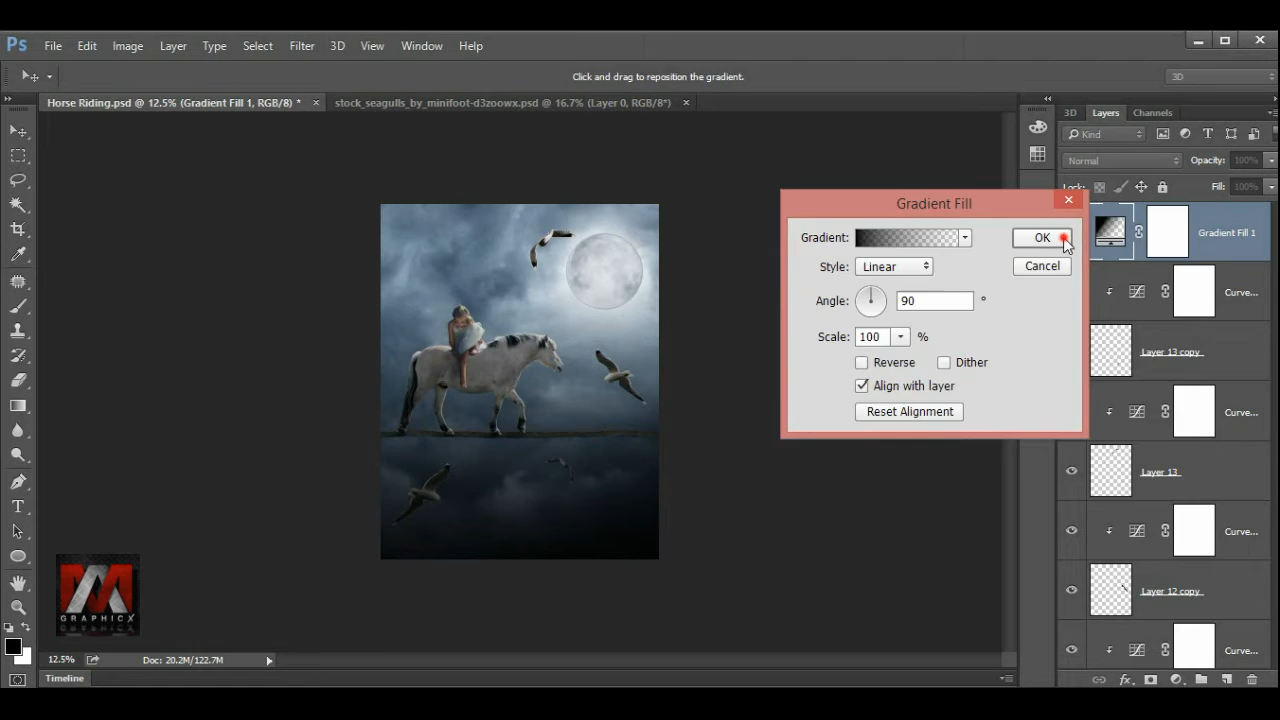 Ps File Edit Image Layer Type Select Filter 3D View Window Help
Click and drag to reposition the gradient.
3D
Horse Riding.psd @ 12.5% (Gradient Fill 1, RGB/8) *
stock_seagulls_by_minifoot-d3zoowx.psd @ 16.7% (Layer 0, RGB/8*)
3D Layers Channels
Kind
Normal Opacity: 100%
Lock: Fill: 100%
Gradient Fill
Gradient: OK
Style: Linear Cancel
Angle: 90 °
Scale: 100 %
Reverse Dither
Align with layer
Reset Alignment
Gradient Fill 1
Curve...
Layer 13 copy
Curve...
Layer 13
Curve...
Layer 12 copy
Curve...
T
MA
GRAPHICX
12.5% Doc: 20.2M/122.7M
Timeline